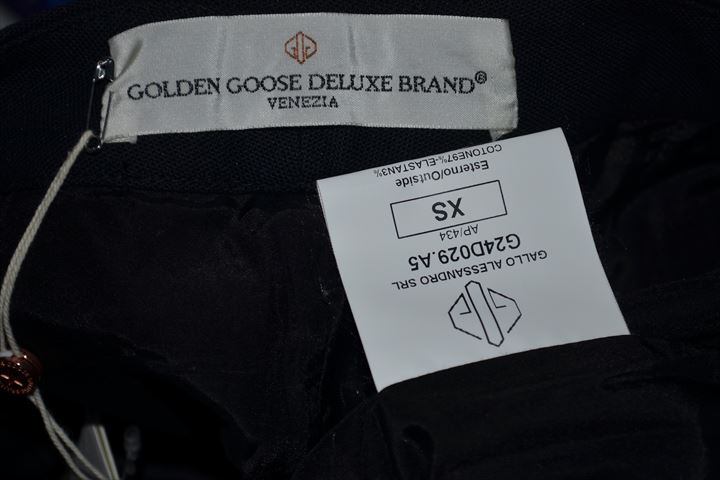 GOLDEN GOOSE DELUXE BRAND®
VENEZIA
GALLO ALESSANDRO SRL
G24D029.A5
AP/434
XS
Esterno/Outside
COTONE97%-ELASTAN3%